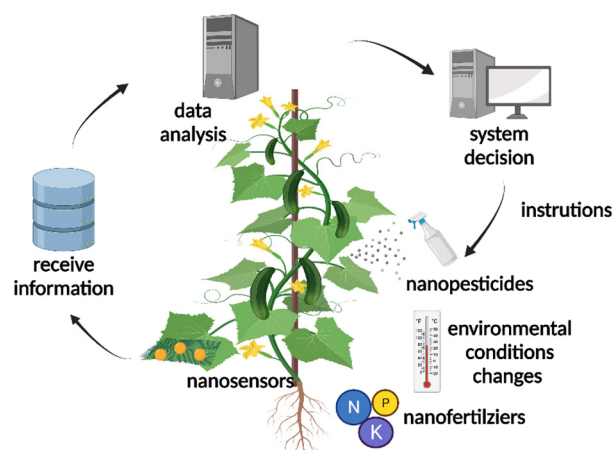 data
analysis
system
decision
instrutions
receive
information
nanopesticides
°F
°C
environmental
conditions
changes
nanosensors
N
P
K
nanofertilziers